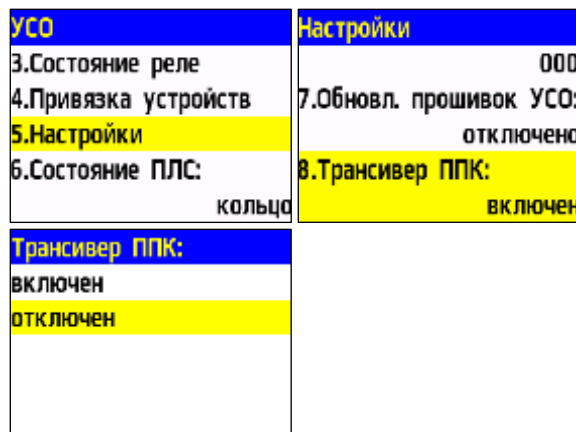 УСО
3.Состояние реле
4.Привязка устройств
5.Настройки
6.Состояние ПЛС:
кольцо
Настройки
000
7.Обновл. прошивок УСО:
отключено
8.Трансивер ППК:
включен
Трансивер ППК:
включен
отключен